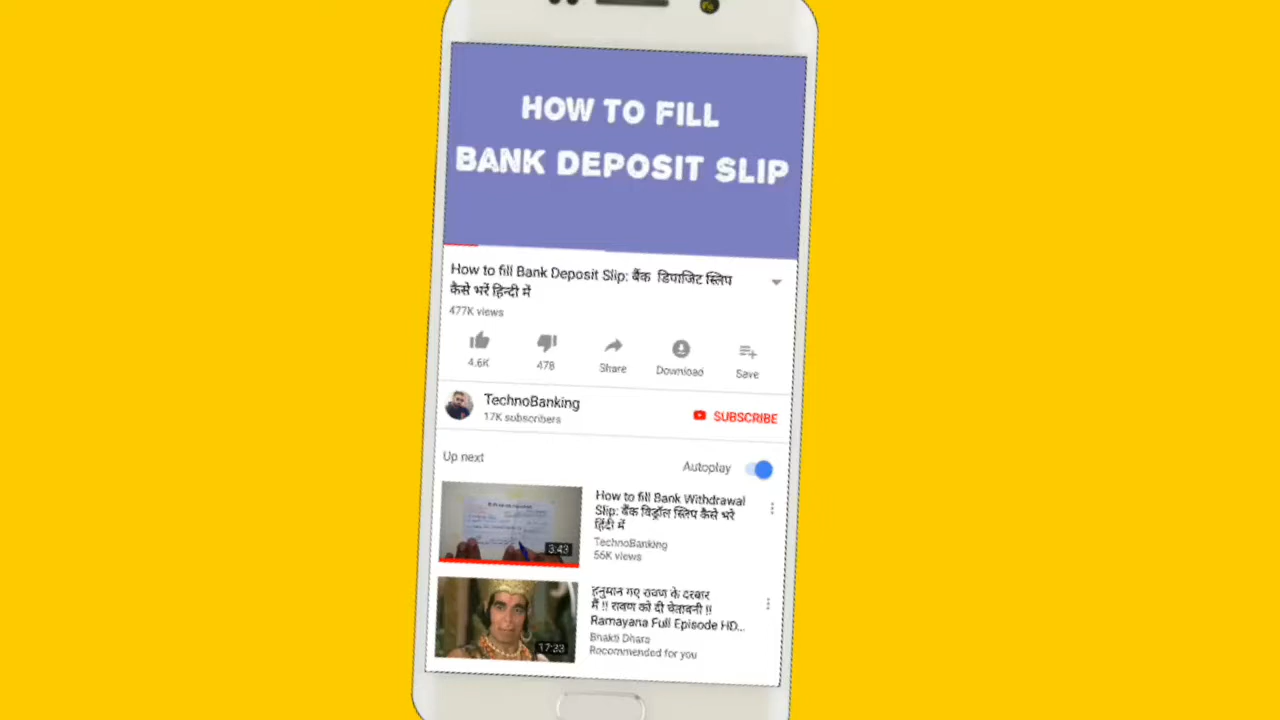 HOW TO FILL
BANK DEPOSIT SLIP
How to fill Bank Deposit Slip: बैंक डिपाजिट स्लिप
कैसे भरें हिन्दी में
477K views
4.6K
478
Share
Download
Save
TechnoBanking
17K subscribers
SUBSCRIBE
Up next
Autoplay
How to fill Bank Withdrawal
Slip: बैंक विड्रॉल स्लिप कैसे भरे
हिंदी में
TechnoBanking
56K views
3:43
हनुमान गए रावण के दरबार
में !! रावण को दी चेतावनी !!
Ramayana Full Episode HD...
Bhakti Dhara
Recommended for you
17:33